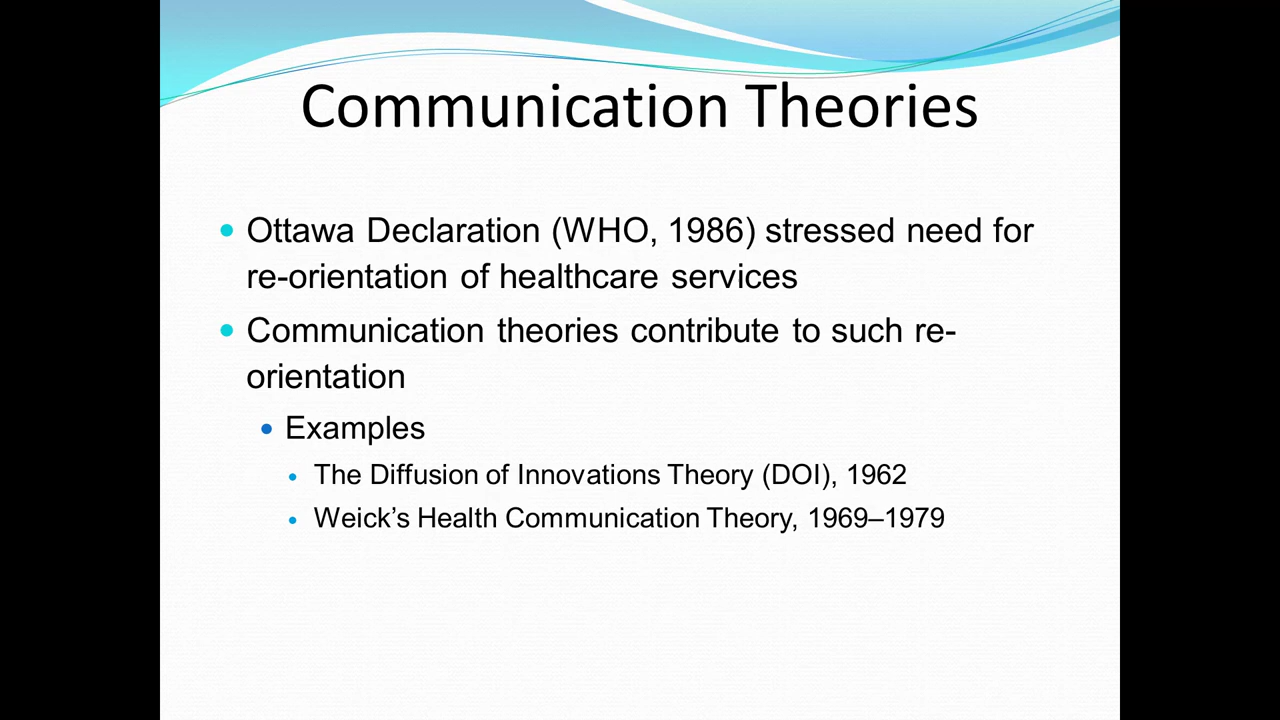 Communication Theories
Ottawa Declaration (WHO, 1986) stressed need for
re-orientation of healthcare services
Communication theories contribute to such re-
orientation
Examples
The Diffusion of Innovations Theory (DOI), 1962
Weick’s Health Communication Theory, 1969–1979